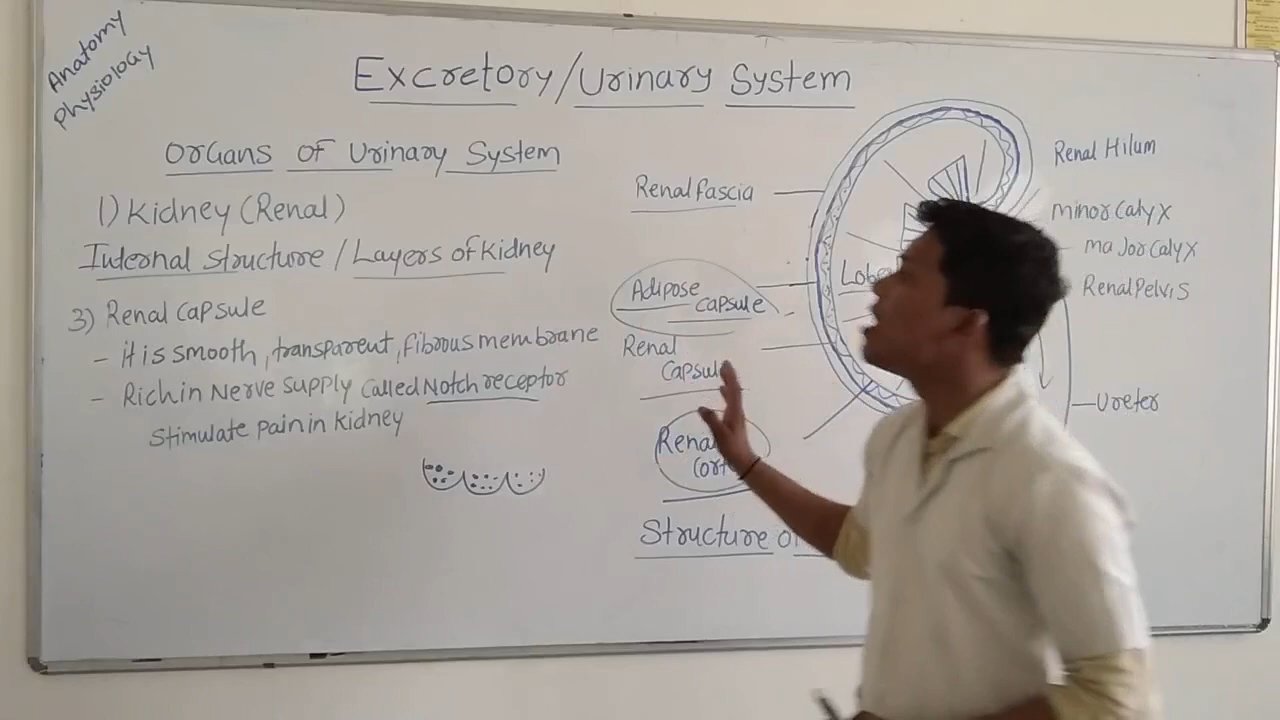 Anatomy
Physiology
Excretory/Urinary System
Organs of Urinary System
1) Kidney (Renal)
Internal structure / Layers of Kidney
3) Renal capsule
- it is smooth, transparent, fibrous membrane
- Rich in Nerve supply called Notch receptor
stimulate pain in kidney
Renal fascia
Adipose
capsule
Renal
capsule
Renal
Structure of
Renal Hilum
minor calyx
major calyx
Renal Pelvis
Ureter